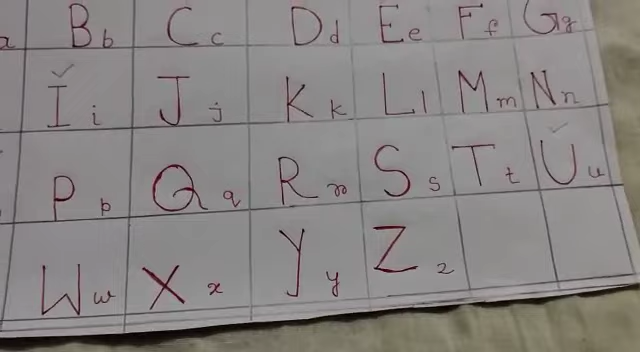 a Bb Cc Dd Ee Ff Gg
Ii Jj Kk Ll Mm Nn
Pp Qq Rr Ss Tt Uu
Ww Xx Yy Zz